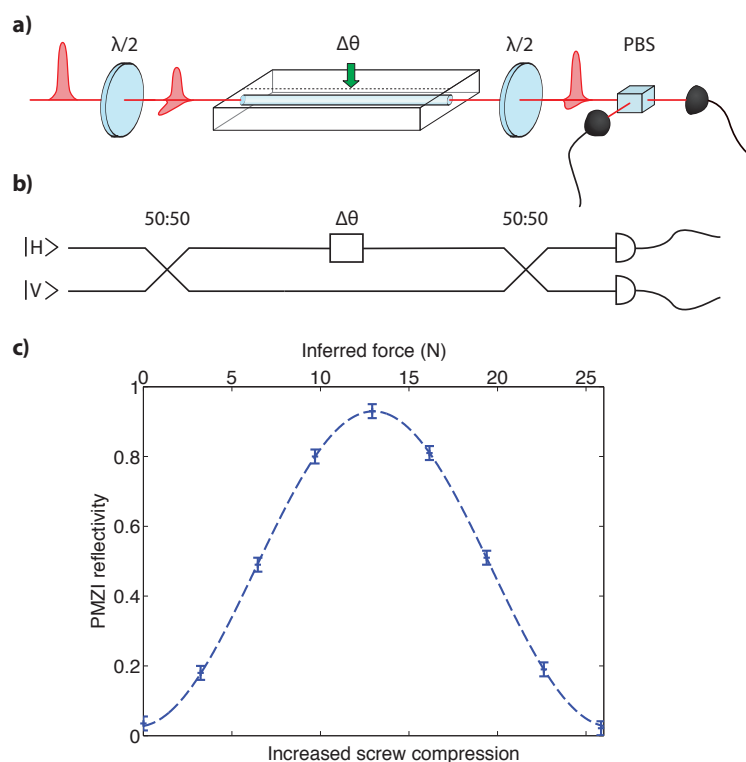 a)
λ/2
Δθ
λ/2
PBS
b)
50:50
Δθ
50:50
|H>
|V>
c)
Inferred force (N)
0 5 10 15 20 25
1
0.8
0.6
0.4
0.2
0
PMZI reflectivity
Increased screw compression